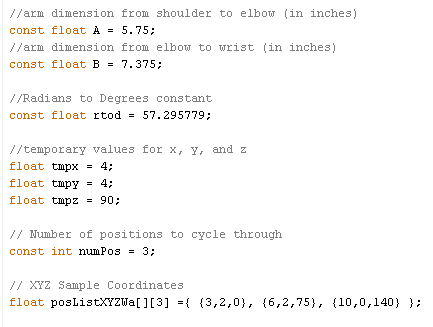 //arm dimension from shoulder to elbow (in inches)
const float A = 5.75;
//arm dimension from elbow to wrist (in inches)
const float B = 7.375;
//Radians to Degrees constant
const float rtod = 57.295779;
//temporary values for x, y, and z
float tmpx = 4;
float tmpy = 4;
float tmpz = 90;
// Number of positions to cycle through
const int numPos = 3;
// XYZ Sample Coordinates
float posListXYZWa[][3] ={ {3,2,0}, {6,2,75}, {10,0,140} };